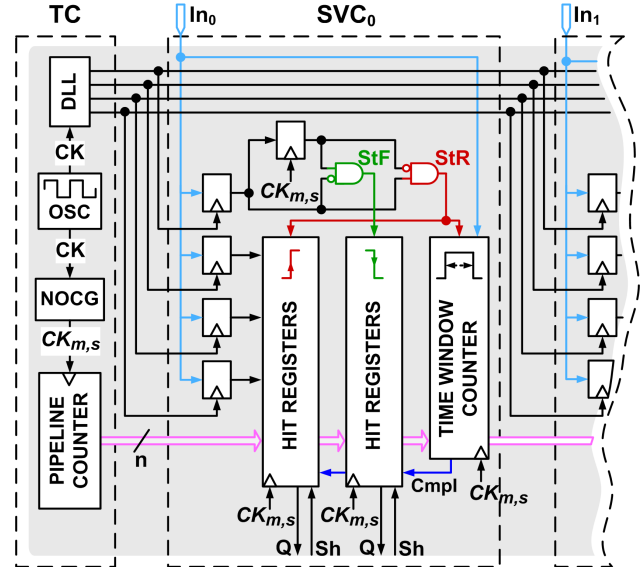 TC
In0
SVC0
In1
DLL
CK
OSC
CK
NOCG
CKm,s
PIPELINE COUNTER
n
CKm,s
StF
StR
HIT REGISTERS
HIT REGISTERS
TIME WINDOW COUNTER
Cmpl
CKm,s
CKm,s
CKm,s
Q
Sh
Q
Sh